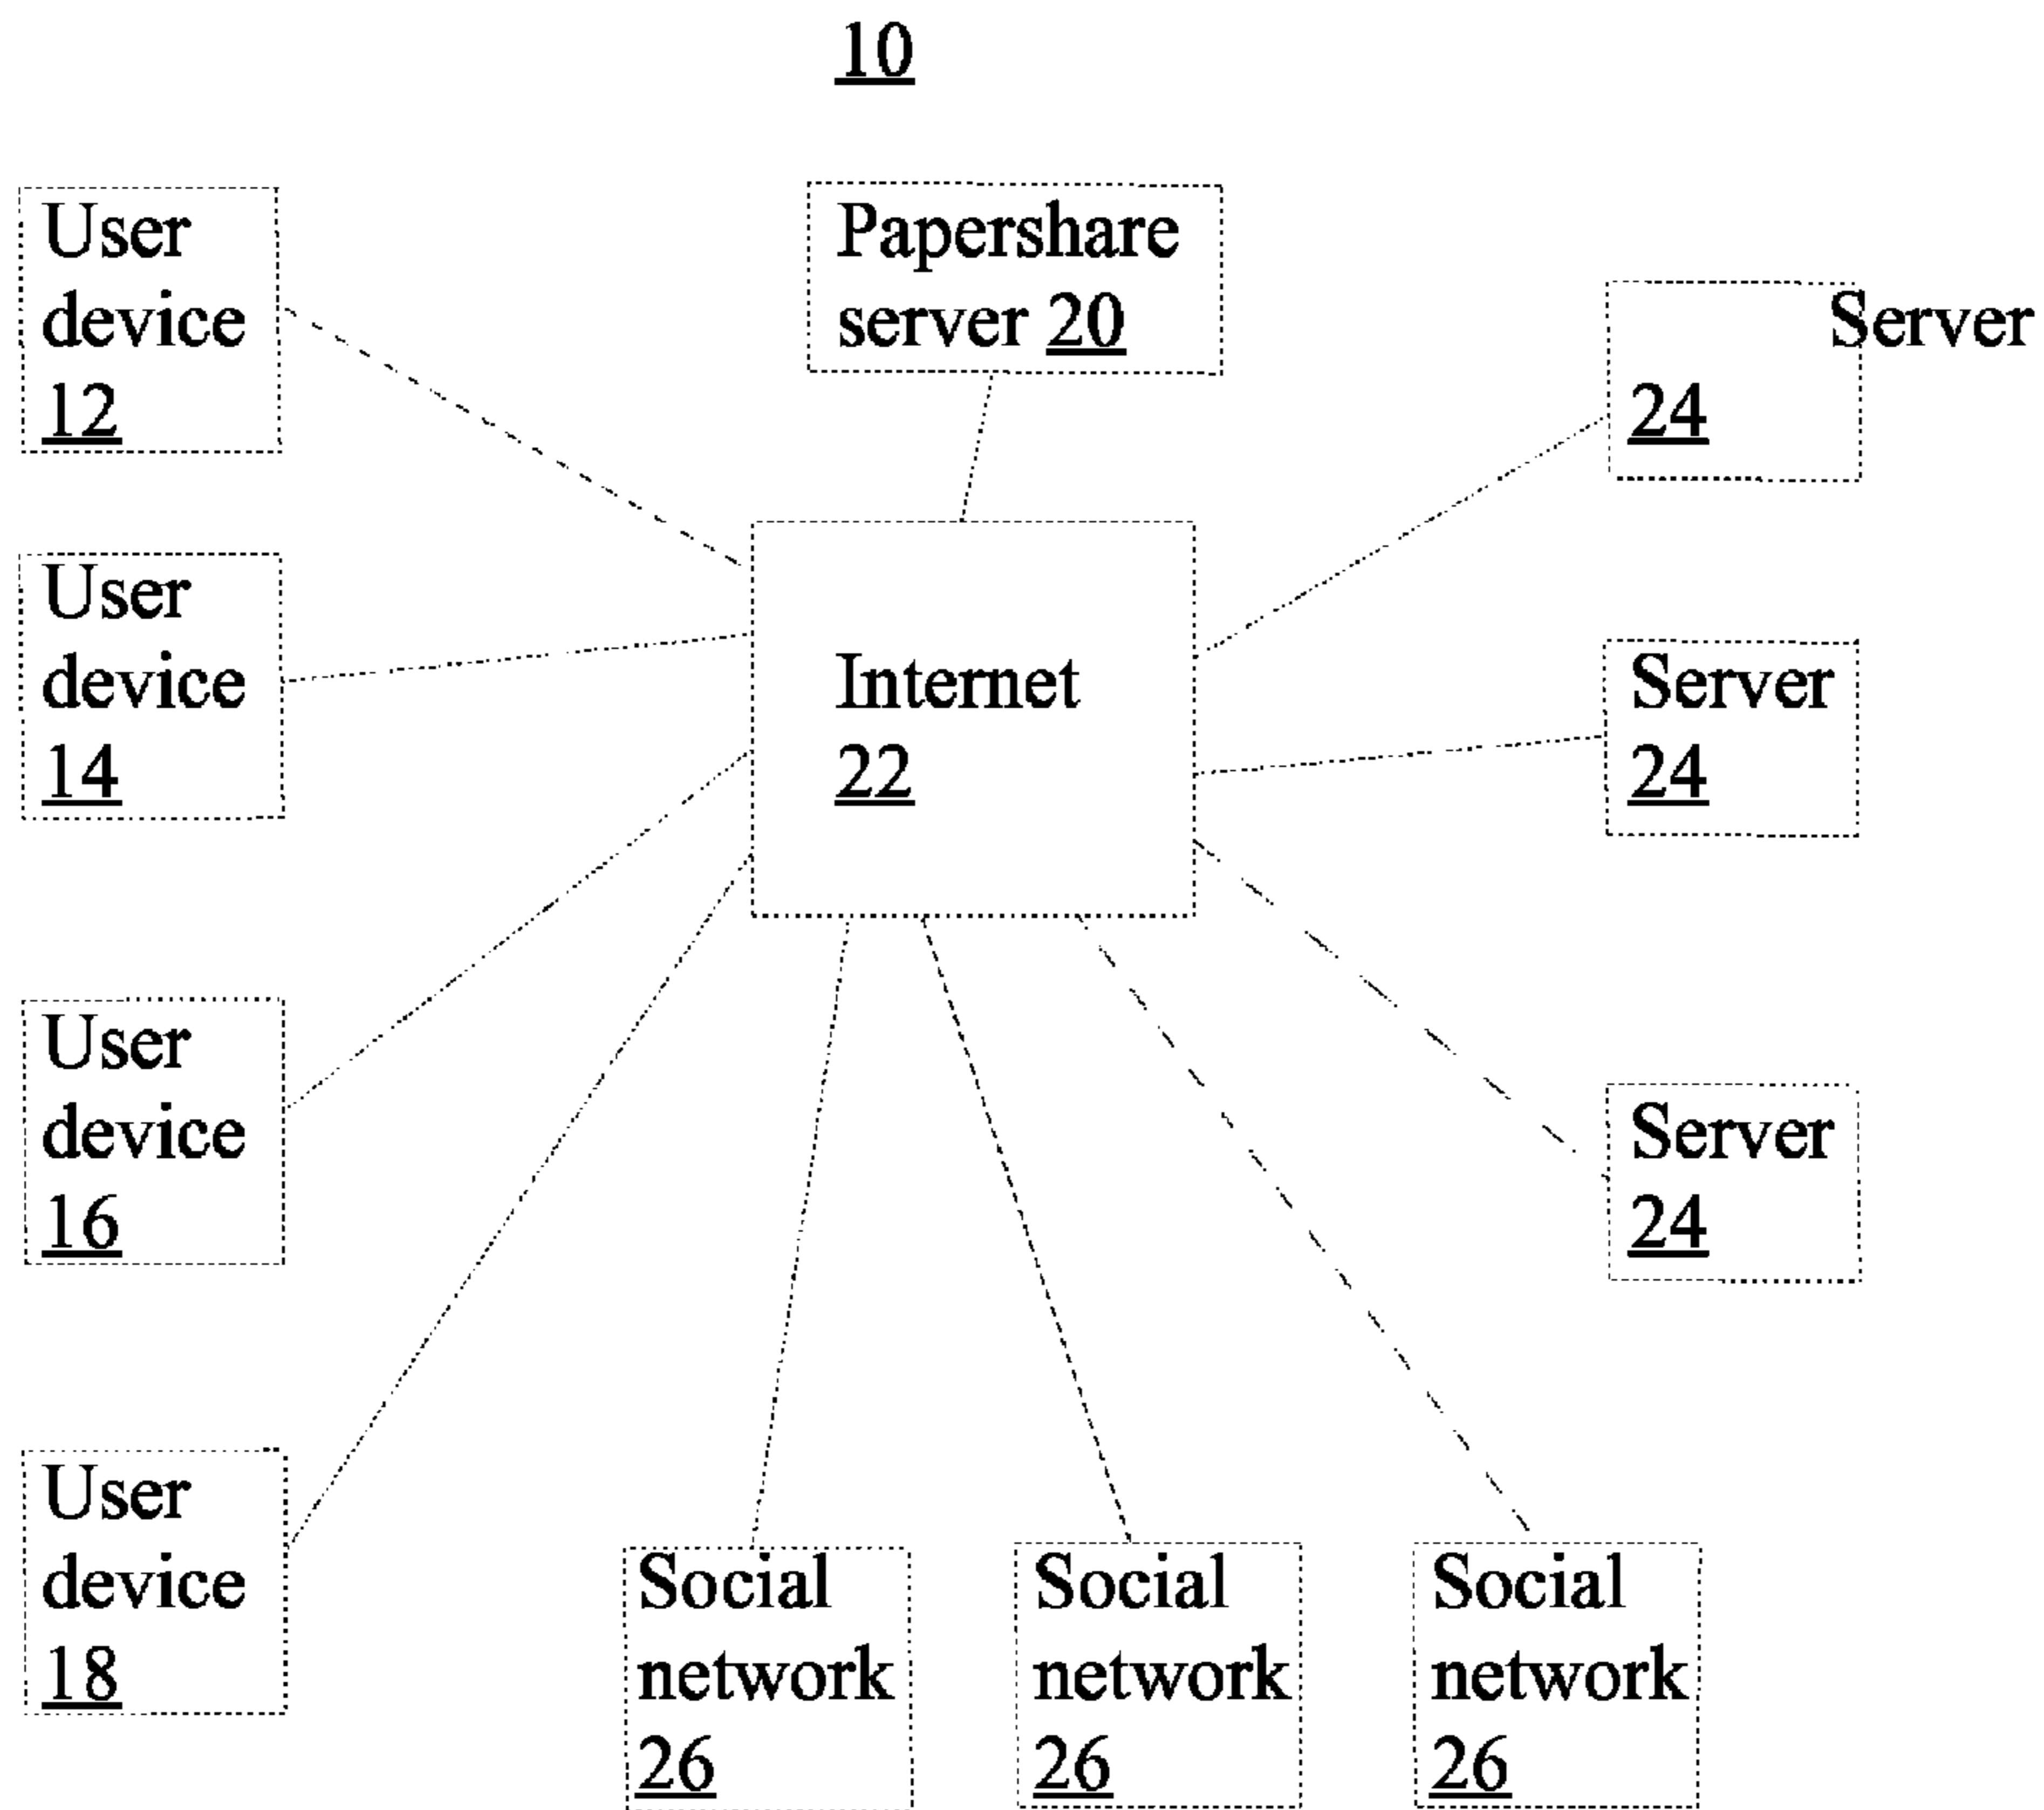 10
User
device
12
Papershare
server 20
Server
24
User
device
14
Internet
22
Server
24
User
device
16
Server
24
User
device
18
Social
network
26
Social
network
26
Social
network
26